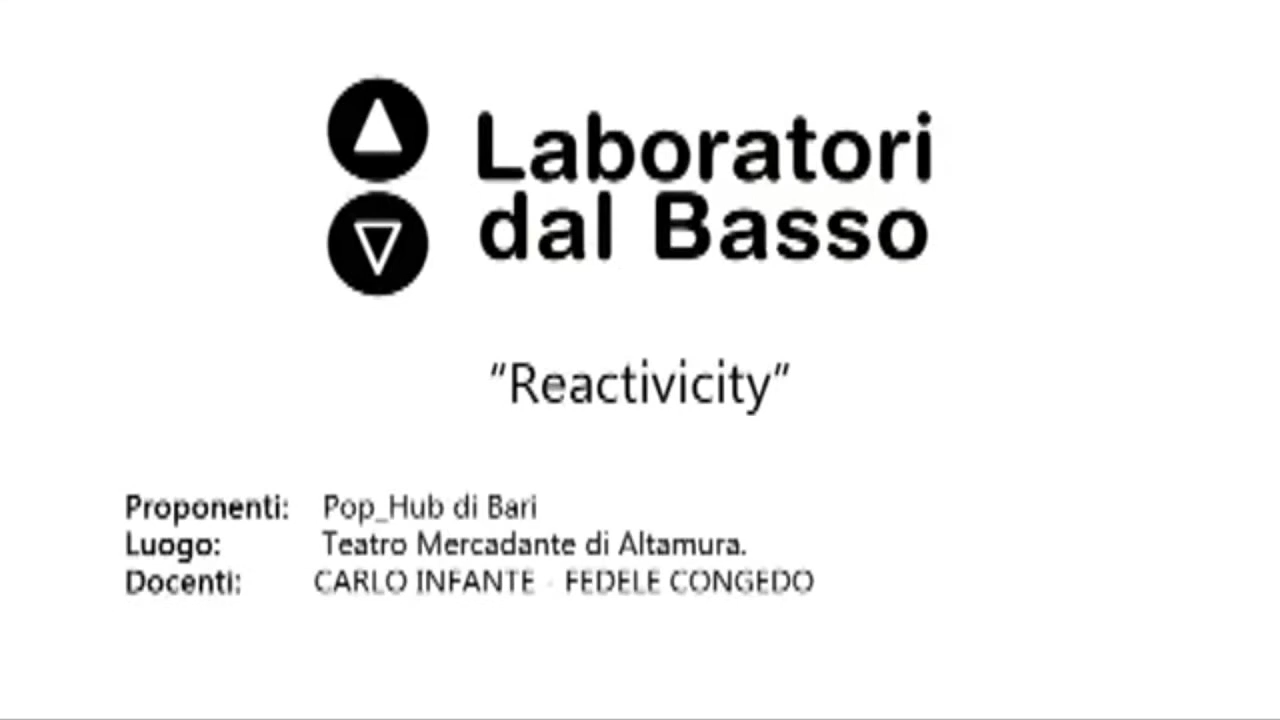 Laboratori
dal Basso
“Reactivicity”
Proponenti: Pop_Hub di Bari
Luogo: Teatro Mercadante di Altamura.
Docenti: CARLO INFANTE - FEDELE CONGEDO